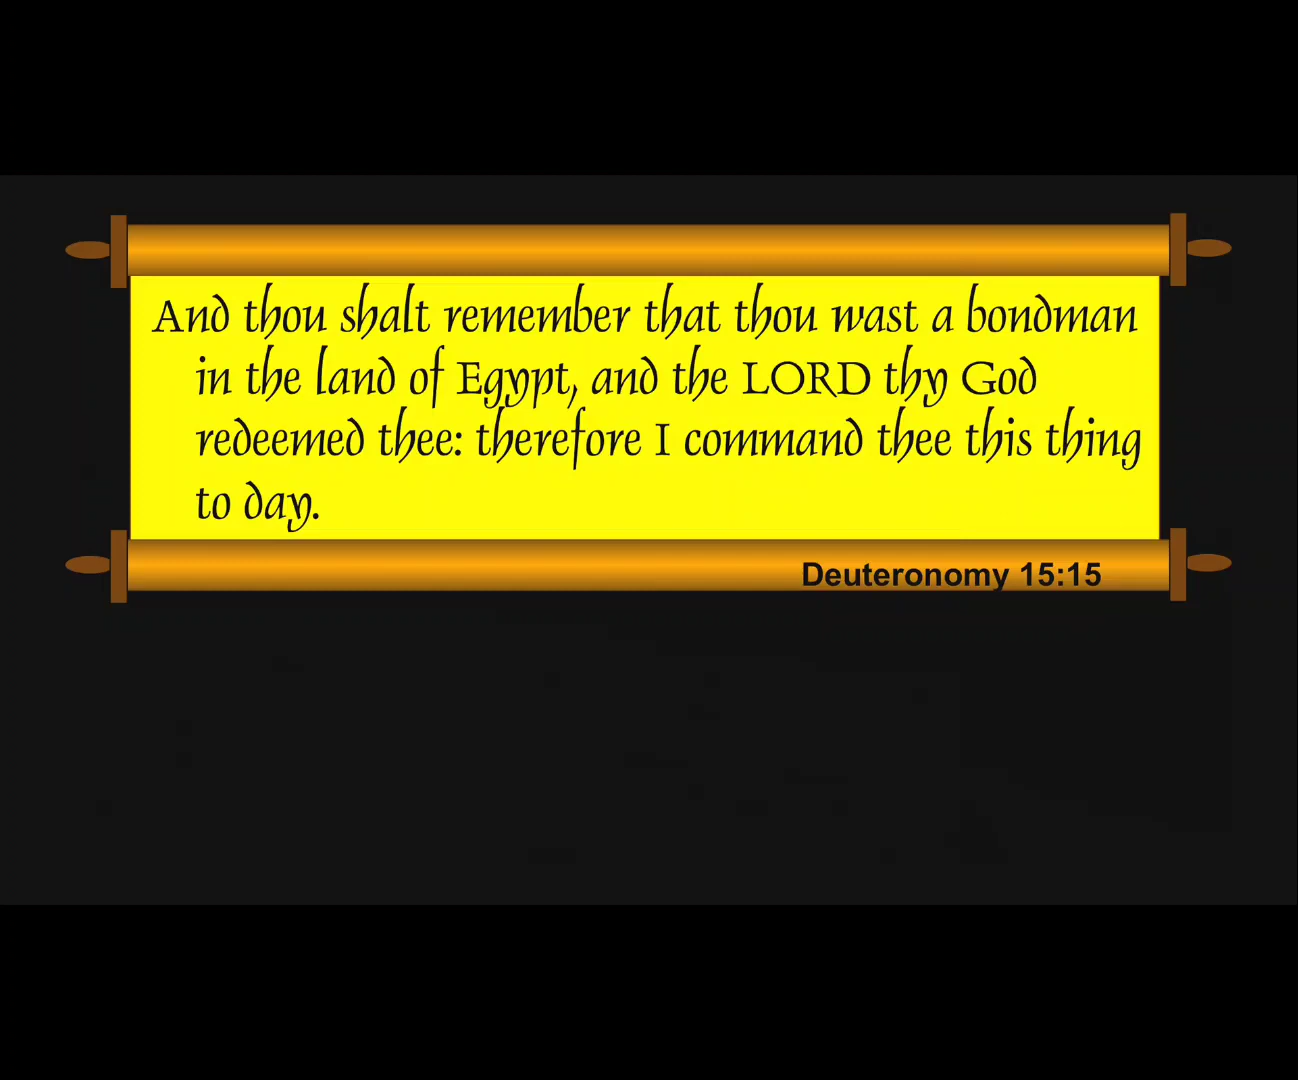 And thou shalt remember that thou wast a bondman
in the land of Egypt, and the LORD thy God
redeemed thee: therefore I command thee this thing
to day.
Deuteronomy 15:15